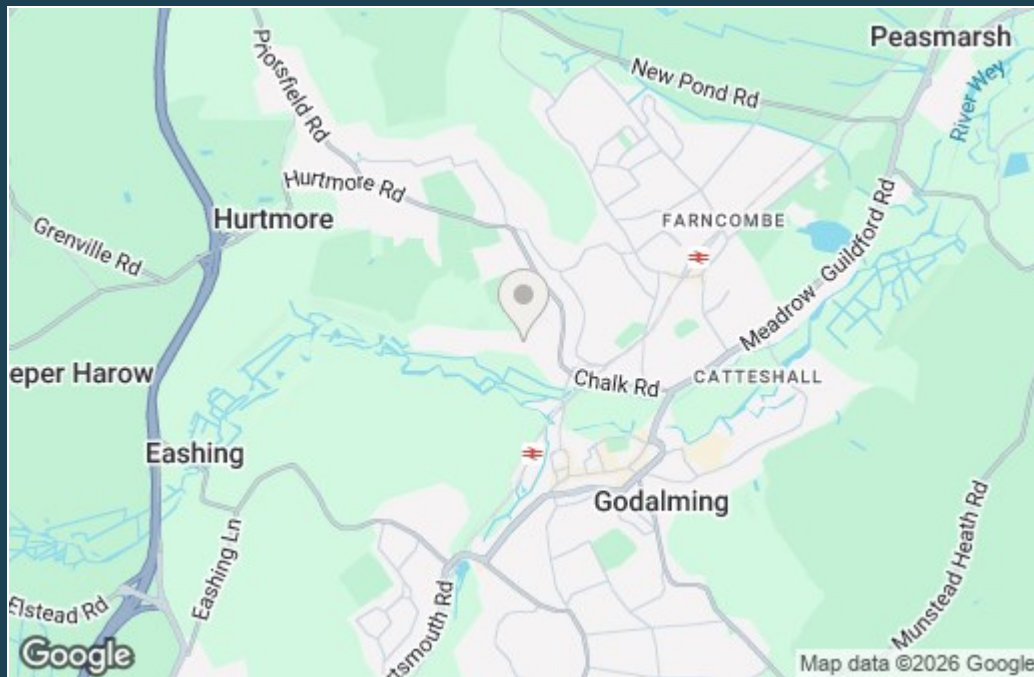 Peasmarsh
Priorsfield Rd
New Pond Rd
River Wey
Hurtmore Rd
Hurtmore
FARNCOMBE
Grenville Rd
Meadrow
Guildford Rd
eper Harow
Chalk Rd
CATTESHALL
Eashing
Godalming
Eashing Ln
Elstead Rd
rtsmouth Rd
Munstead Heath Rd
Google
Map data ©2026 Google